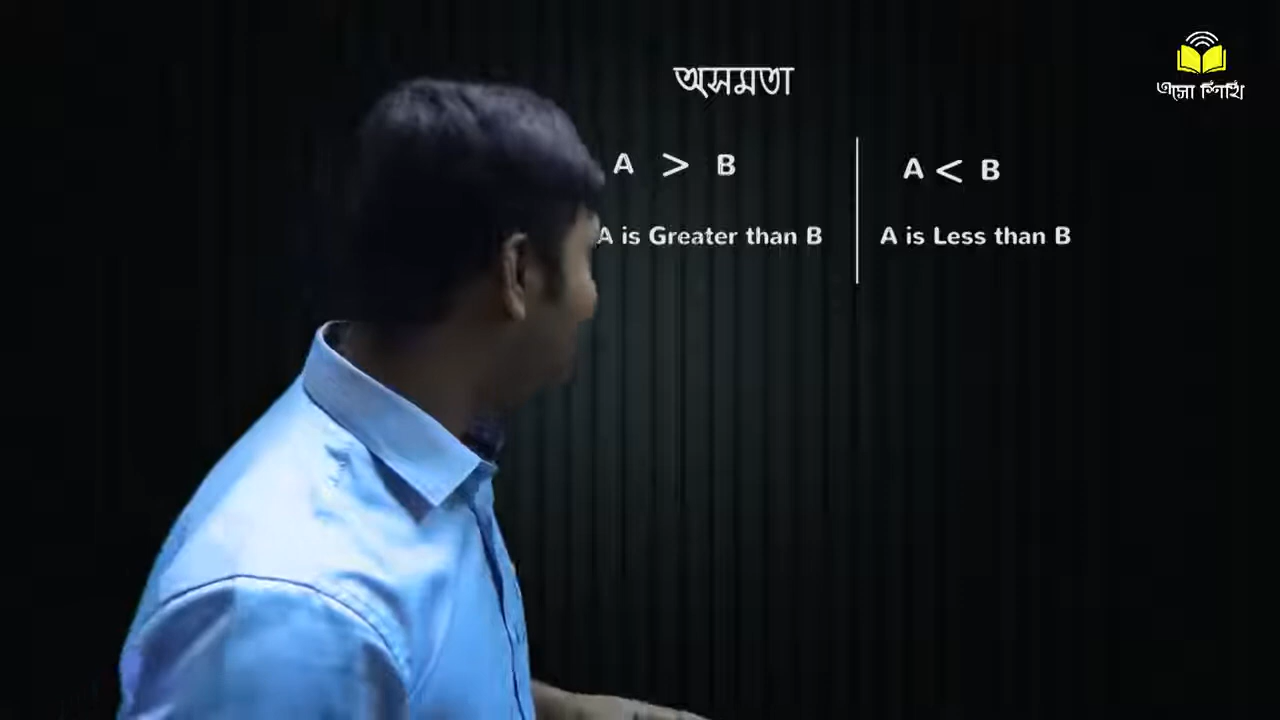 অসমতা
এসো শিখি
A > B
A < B
A is Greater than B
A is Less than B